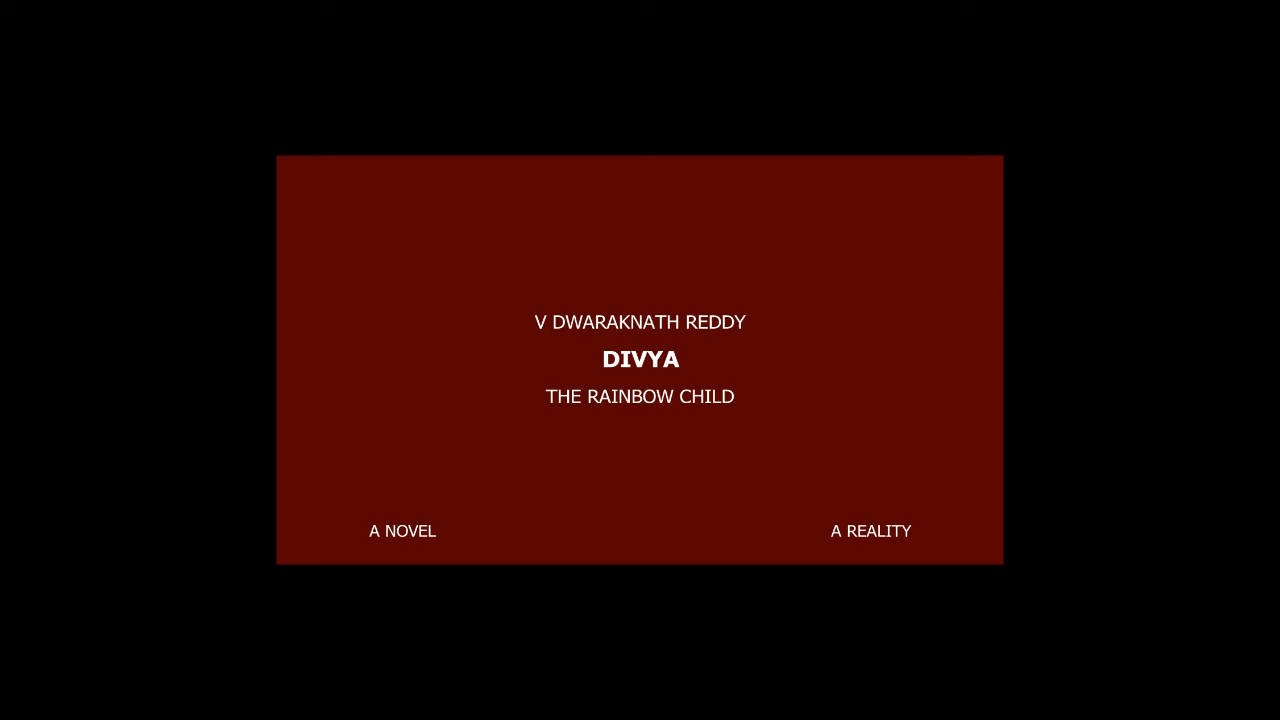 V DWARAKNATH REDDY
DIVYA
THE RAINBOW CHILD
A NOVEL
A REALITY